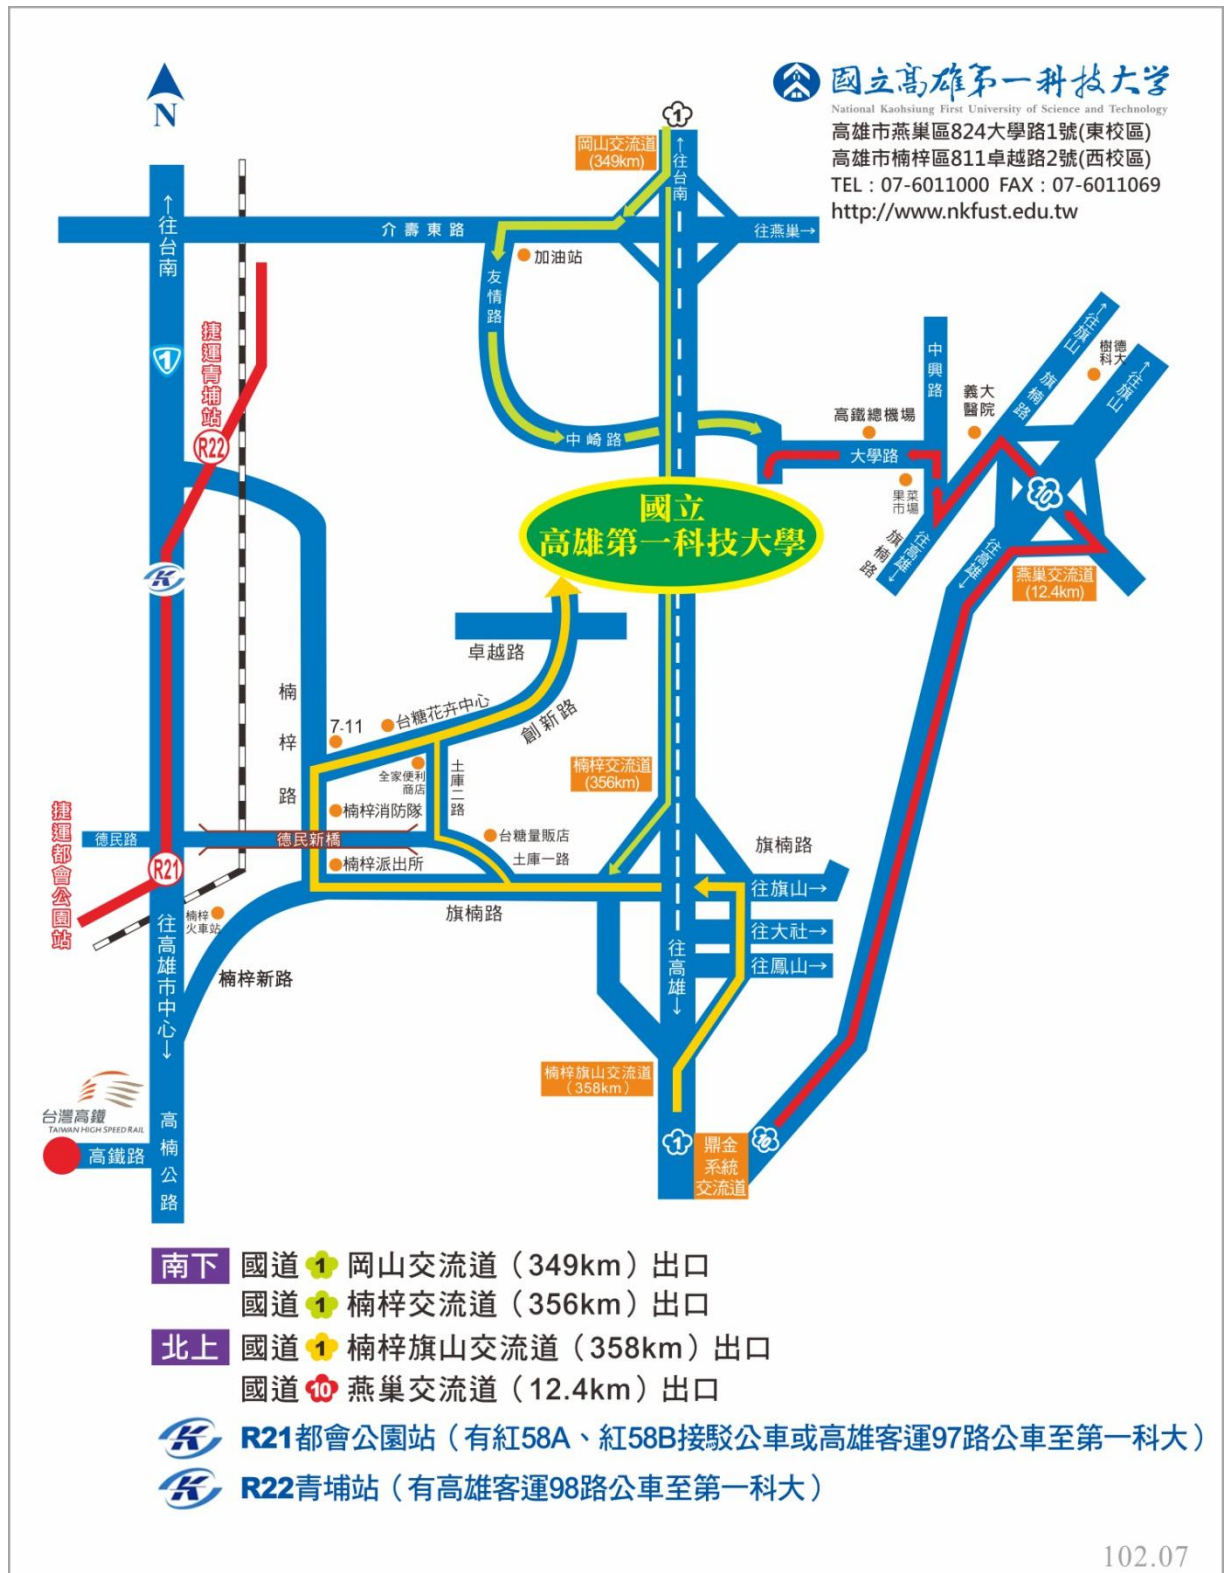 國立高雄第一科技大学
National Kaohsiung First University of Science and Technology
高雄市燕巢區824大學路1號(東校區)
高雄市楠梓區811卓越路2號(西校區)
TEL：07-6011000 FAX：07-6011069
http://www.nkfust.edu.tw
N
1
岡山交流道
(349km)
←往台南
←往台南
介壽東路
往燕巢→
加油站
友情路
1
捷運青埔站
R22
中崎路
中興路
高鐵總機場
大學路
果菜市場
義大醫院
旗楠路
←往旗山
樹德科大
←往旗山
10
旗楠路
往高雄→
往高雄→
燕巢交流道
(12.4km)
國立
高雄第一科技大學
卓越路
創新路
台糖花卉中心
7-11
楠梓路
全家便利
商店
土庫二路
楠梓消防隊
楠梓交流道
(356km)
捷運都會公園站
德民路
德民新橋
台糖量販店
土庫一路
旗楠路
R21
楠梓派出所
往旗山→
旗楠路
楠梓
火車站
往大社→
往鳳山→
往高雄→
往高雄市中心→
楠梓新路
楠梓旗山交流道
（358km）
台灣高鐵
TAIWAN HIGH SPEED RAIL
高鐵路
高楠公路
1
鼎金
系統
交流道
10
南下 國道1岡山交流道（349km）出口
國道1楠梓交流道（356km）出口
北上 國道1楠梓旗山交流道（358km）出口
國道10燕巢交流道（12.4km）出口
R21都會公園站（有紅58A、紅58B接駁公車或高雄客運97路公車至第一科大）
R22青埔站（有高雄客運98路公車至第一科大）
102.07